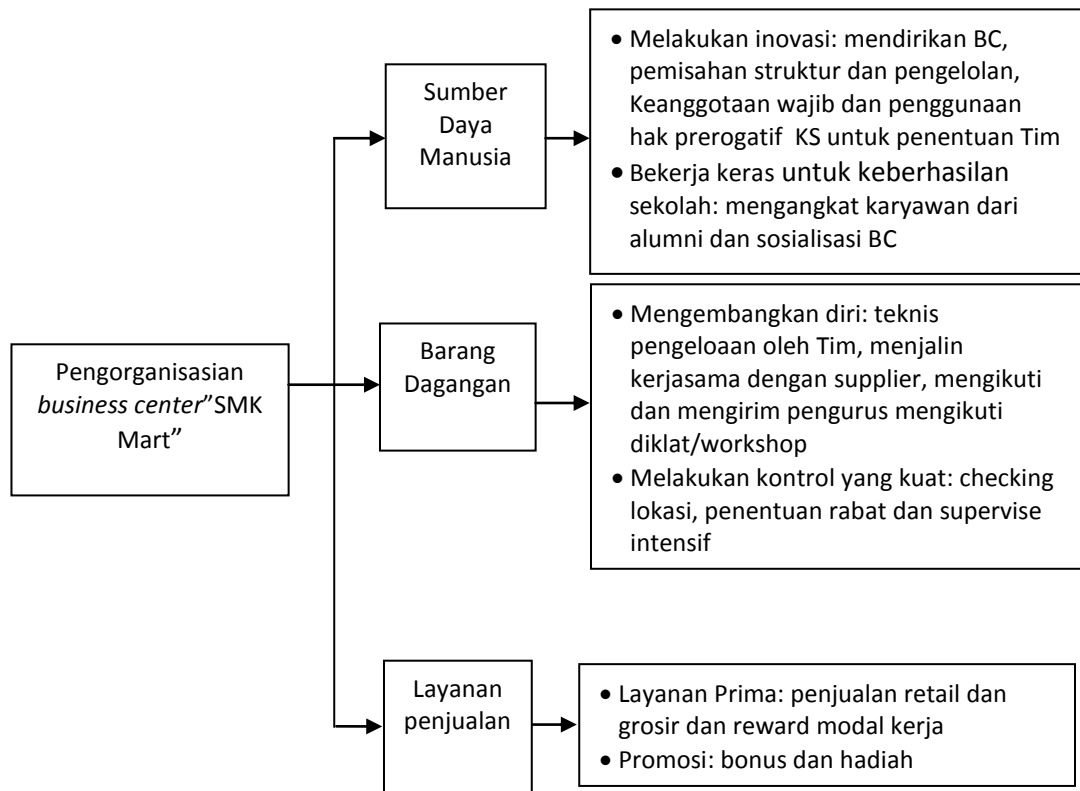 Pengorganisasian
business center”SMK
Mart”
Sumber
Daya
Manusia
• Melakukan inovasi: mendirikan BC,
pemisahan struktur dan pengelolan,
Keanggotaan wajib dan penggunaan
hak prerogatif KS untuk penentuan Tim
• Bekerja keras untuk keberhasilan
sekolah: mengangkat karyawan dari
alumni dan sosialisasi BC
Barang
Dagangan
• Mengembangkan diri: teknis
pengeloaan oleh Tim, menjalin
kerjasama dengan supplier, mengikuti
dan mengirim pengurus mengikuti
diklat/workshop
• Melakukan kontrol yang kuat: checking
lokasi, penentuan rabat dan supervise
intensif
Layanan
penjualan
• Layanan Prima: penjualan retail dan
grosir dan reward modal kerja
• Promosi: bonus dan hadiah